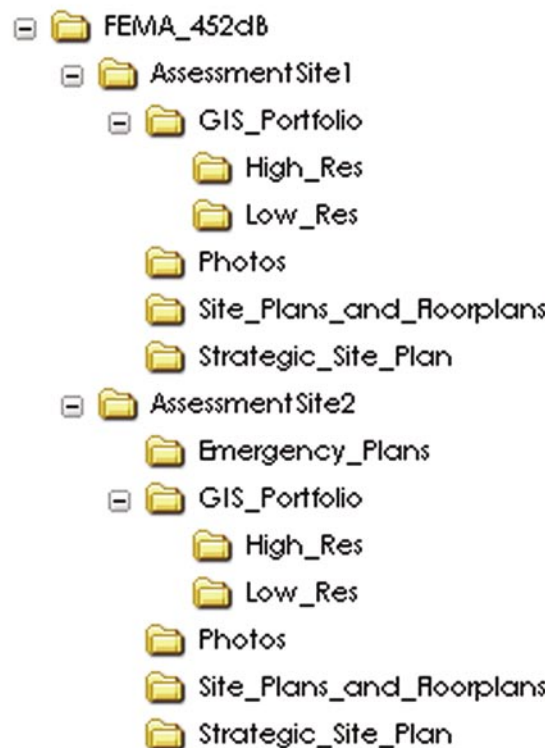 FEMA_452dB
AssessmentSite1
GIS_Portfolio
High_Res
Low_Res
Photos
Site_Plans_and_Floorplans
Strategic_Site_Plan
AssessmentSite2
Emergency_Plans
GIS_Portfolio
High_Res
Low_Res
Photos
Site_Plans_and_Floorplans
Strategic_Site_Plan